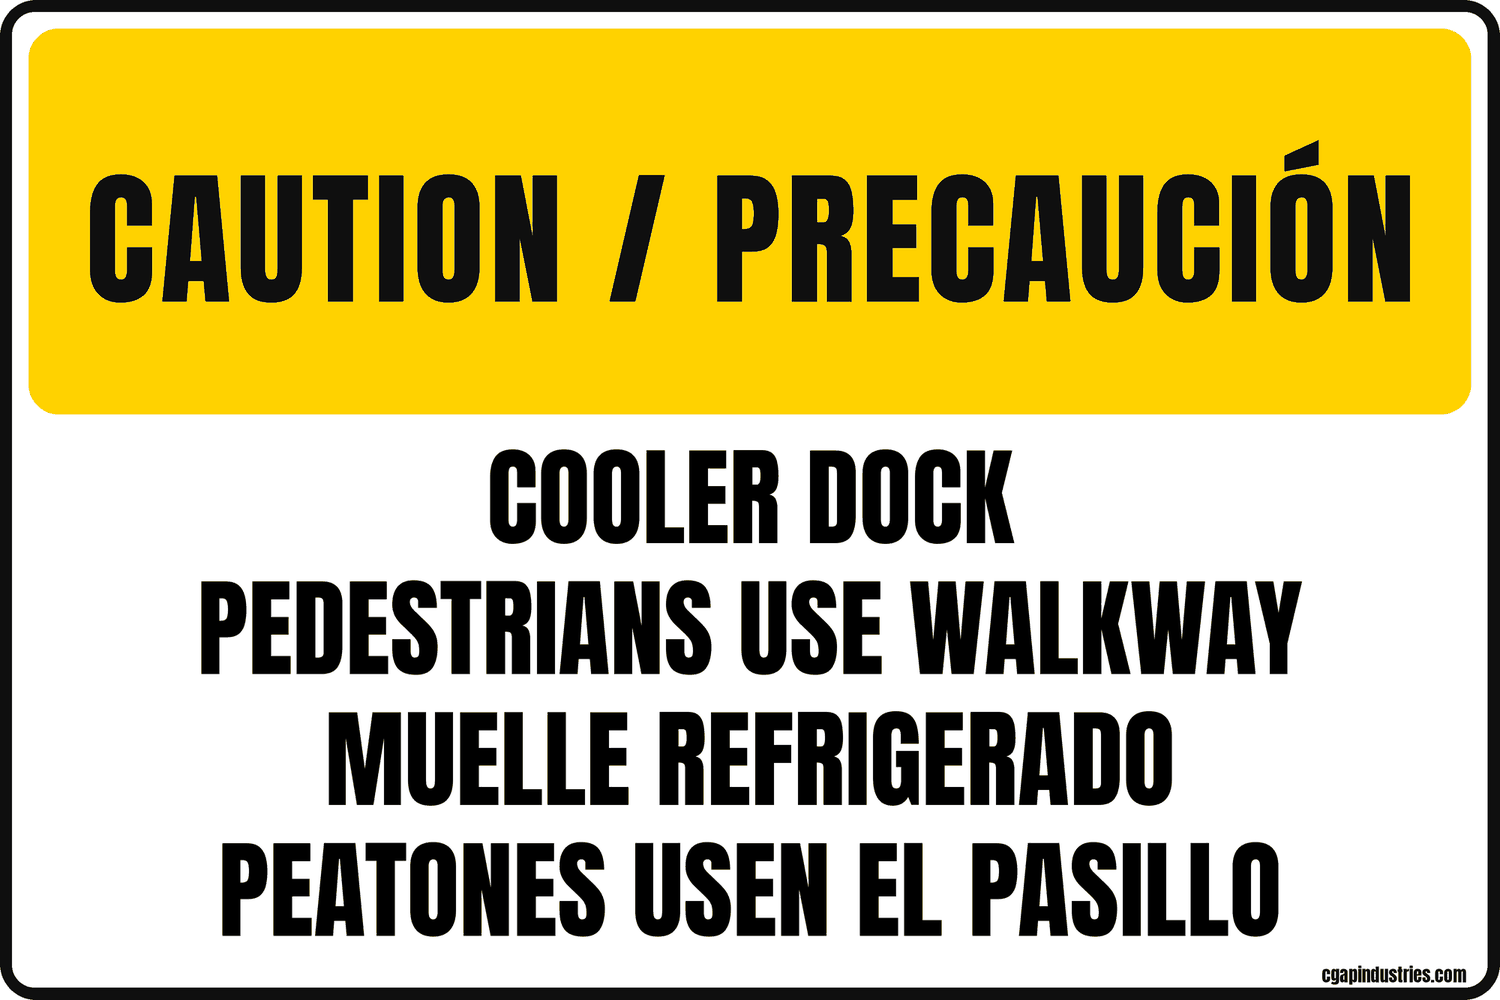 CAUTION / PRECAUCIÓN
COOLER DOCK
PEDESTRIANS USE WALKWAY
MUELLE REFRIGERADO
PEATONES USEN EL PASILLO
cgapindustries.com